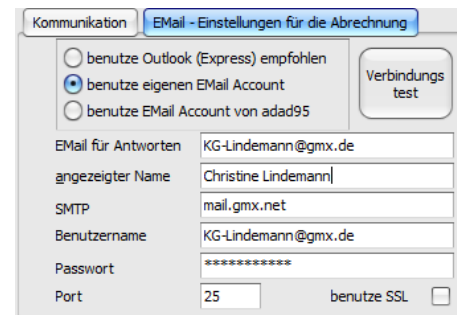 Kommunikation EMail - Einstellungen für die Abrechnung
benutze Outlook (Express) empfohlen
benutze eigenen EMail Account
benutze EMail Account von adad95
Verbindungs
test
EMail für Antworten KG-Lindemann@gmx.de
angezeigter Name Christine Lindemann
SMTP mail.gmx.net
Benutzername KG-Lindemann@gmx.de
Passwort ***********
Port 25 benutze SSL